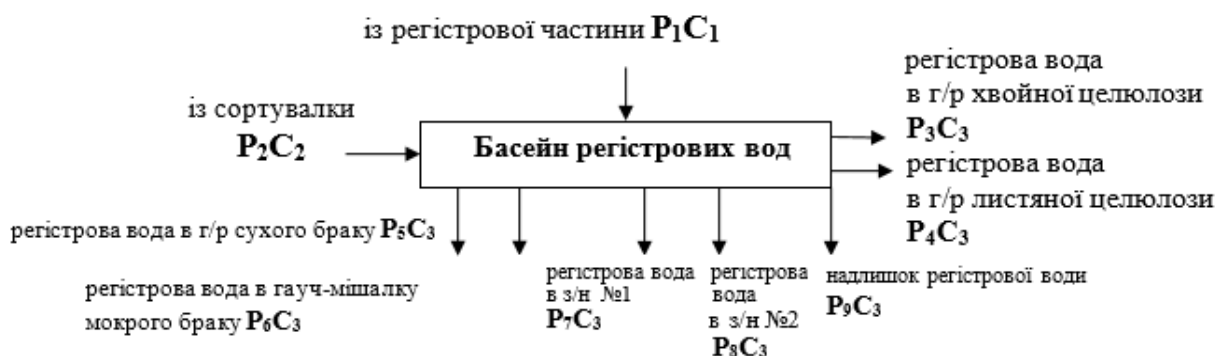 із регістрової частини P₁C₁
регістрова вода
в г/р хвойної целюлози
P₃C₃
із сортувалки
P₂C₂
Басейн регістрових вод
регістрова вода
в г/р листяної целюлози
P₄C₃
регістрова вода в г/р сухого браку P₅C₃
регістрова вода в гауч-мішалку
мокрого браку P₆C₃
регістрова вода
в з/н №1
P₇C₃
регістрова
вода
в з/н №2
P₈C₃
надлишок регістрової води
P₉C₃